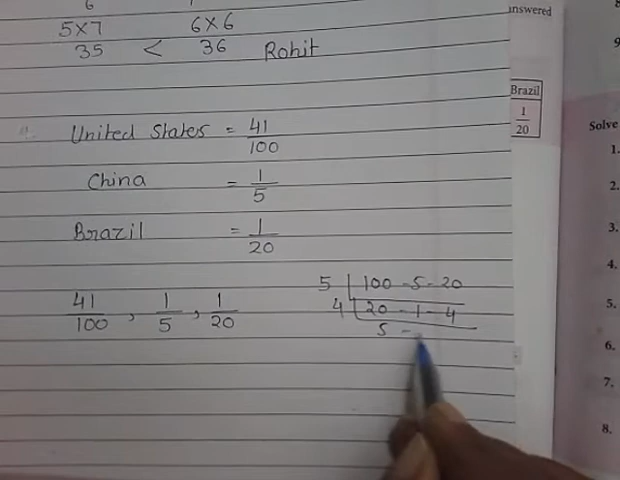 6
5×7 6×6
35 < 36 Rohit
nswered
Brazil
1/20
United States = 41/100
China = 1/5
Brazil = 1/20
41/100 , 1/5 , 1/20
5 | 100 - 5 - 20
4 | 20 - 1 - 4
5 -
Solve
1.
2.
3.
4.
5.
6.
7.
8.